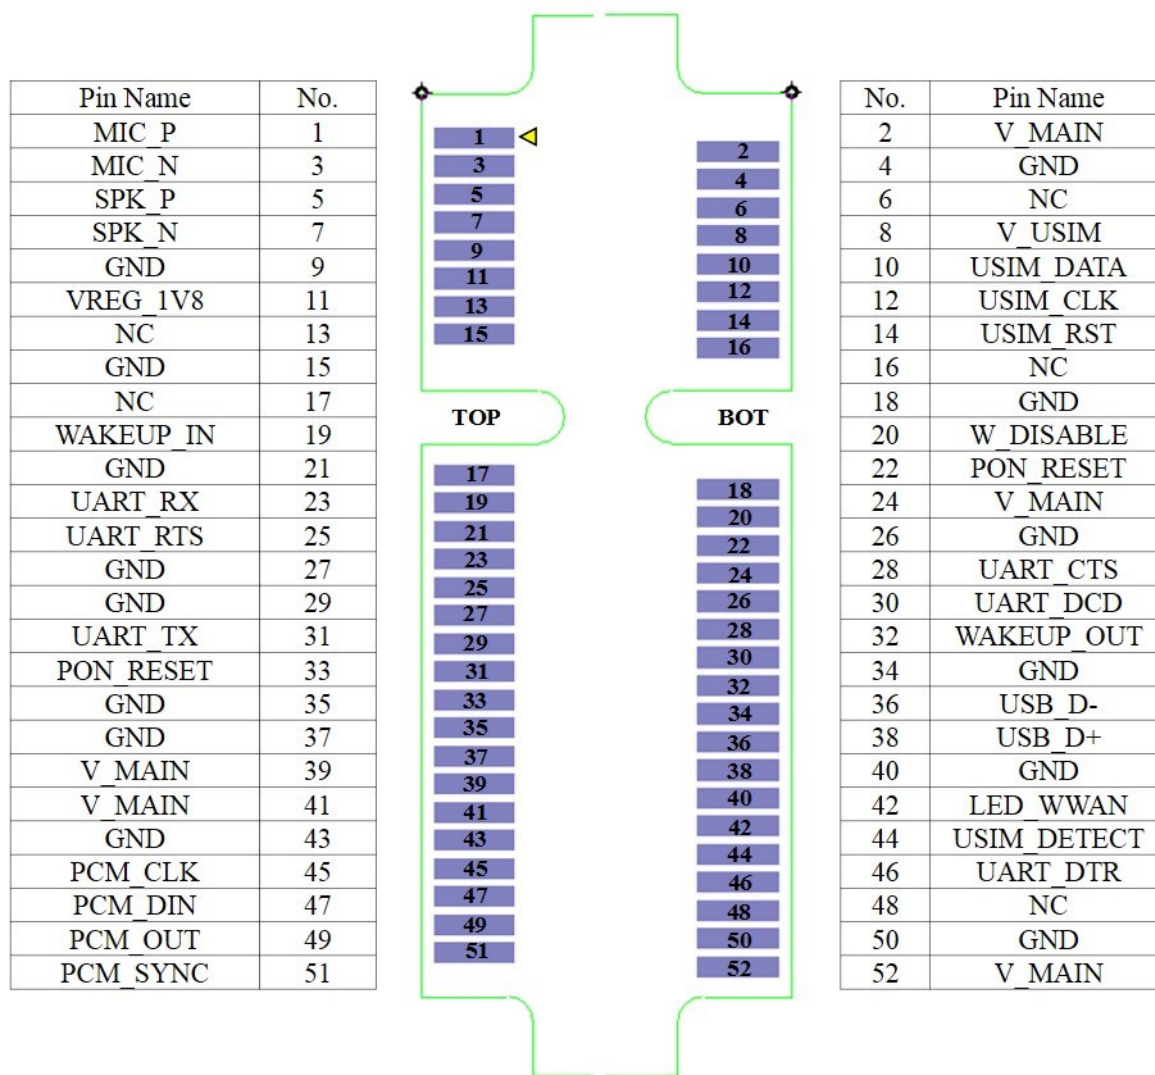 Pin Name No.
MIC_P 1
MIC_N 3
SPK_P 5
SPK_N 7
GND 9
VREG_1V8 11
NC 13
GND 15
NC 17
WAKEUP_IN 19
GND 21
UART_RX 23
UART_RTS 25
GND 27
GND 29
UART_TX 31
PON_RESET 33
GND 35
GND 37
V_MAIN 39
V_MAIN 41
GND 43
PCM_CLK 45
PCM_DIN 47
PCM_OUT 49
PCM_SYNC 51
1
3
5
7
9
11
13
15
TOP
17
19
21
23
25
27
29
31
33
35
37
39
41
43
45
47
49
51
2
4
6
8
10
12
14
16
BOT
18
20
22
24
26
28
30
32
34
36
38
40
42
44
46
48
50
52
No. Pin Name
2 V_MAIN
4 GND
6 NC
8 V_USIM
10 USIM_DATA
12 USIM_CLK
14 USIM_RST
16 NC
18 GND
20 W_DISABLE
22 PON_RESET
24 V_MAIN
26 GND
28 UART_CTS
30 UART_DCD
32 WAKEUP_OUT
34 GND
36 USB_D-
38 USB_D+
40 GND
42 LED_WWAN
44 USIM_DETECT
46 UART_DTR
48 NC
50 GND
52 V_MAIN